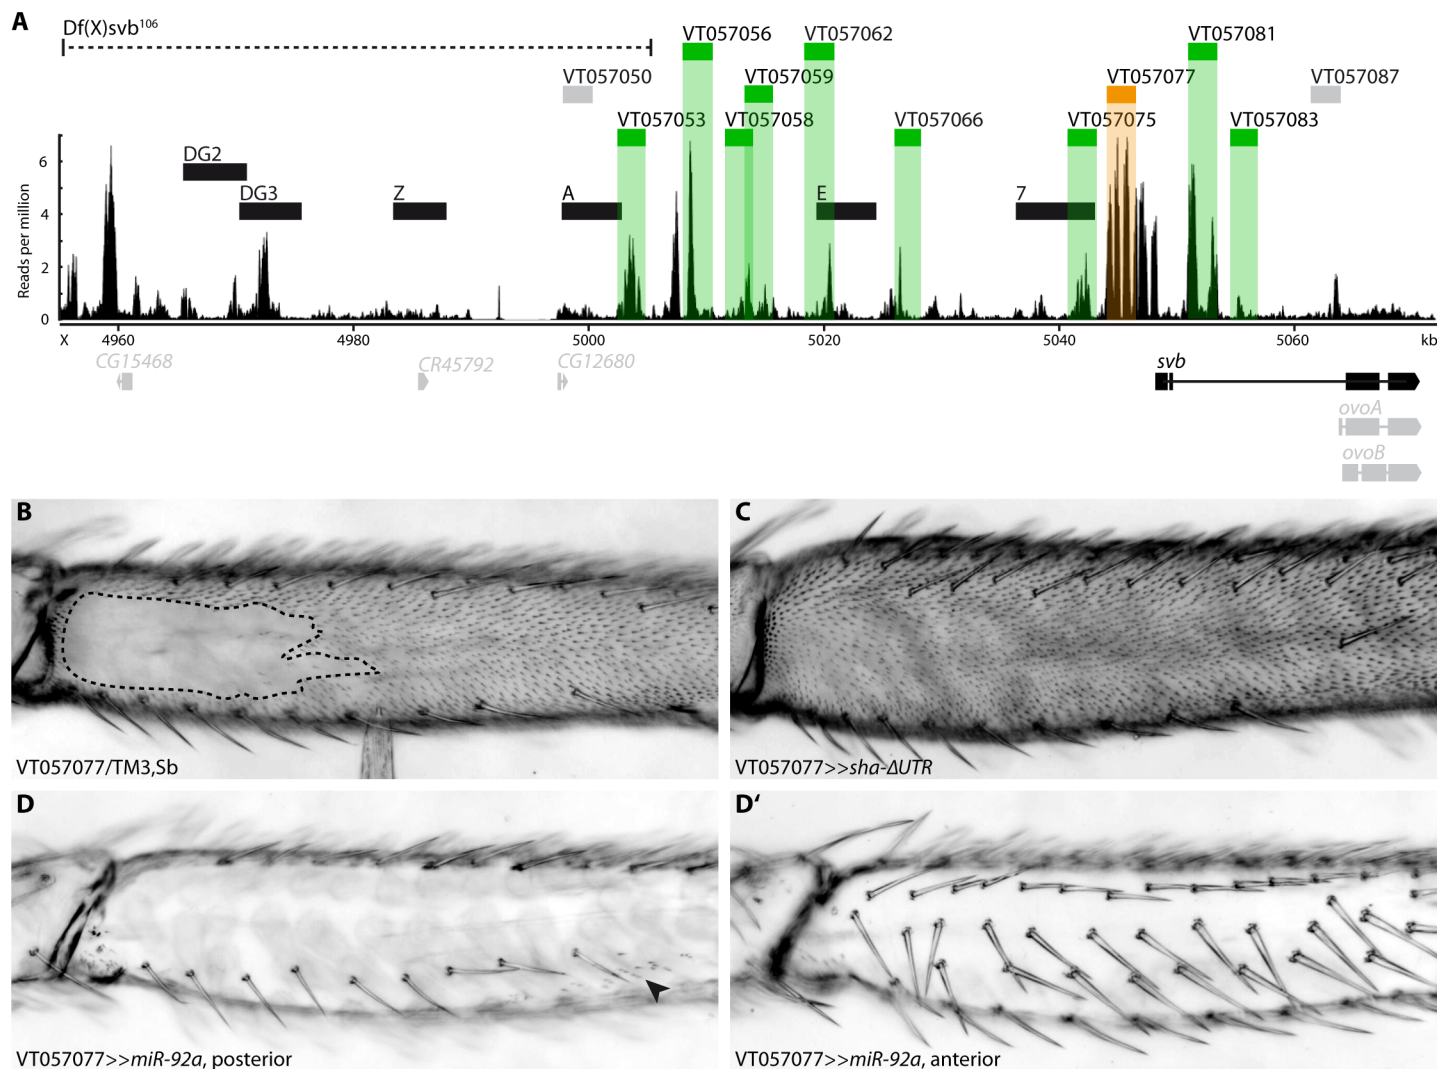 A
Df(X)svb106
VT057056
VT057062
VT057081
VT057050
VT057059
VT057077
VT057087
VT057053
VT057058
VT057066
VT057075
VT057083
DG2
DG3
Z
A
E
7
Reads per million
6
4
2
0
X
4960
4980
5000
5020
5040
5060
kb
CG15468
CR45792
CG12680
svb
ovoA
ovoB
B
VT057077/TM3,Sb
C
VT057077>>sha-ΔUTR
D
VT057077>>miR-92a, posterior
D‘
VT057077>>miR-92a, anterior